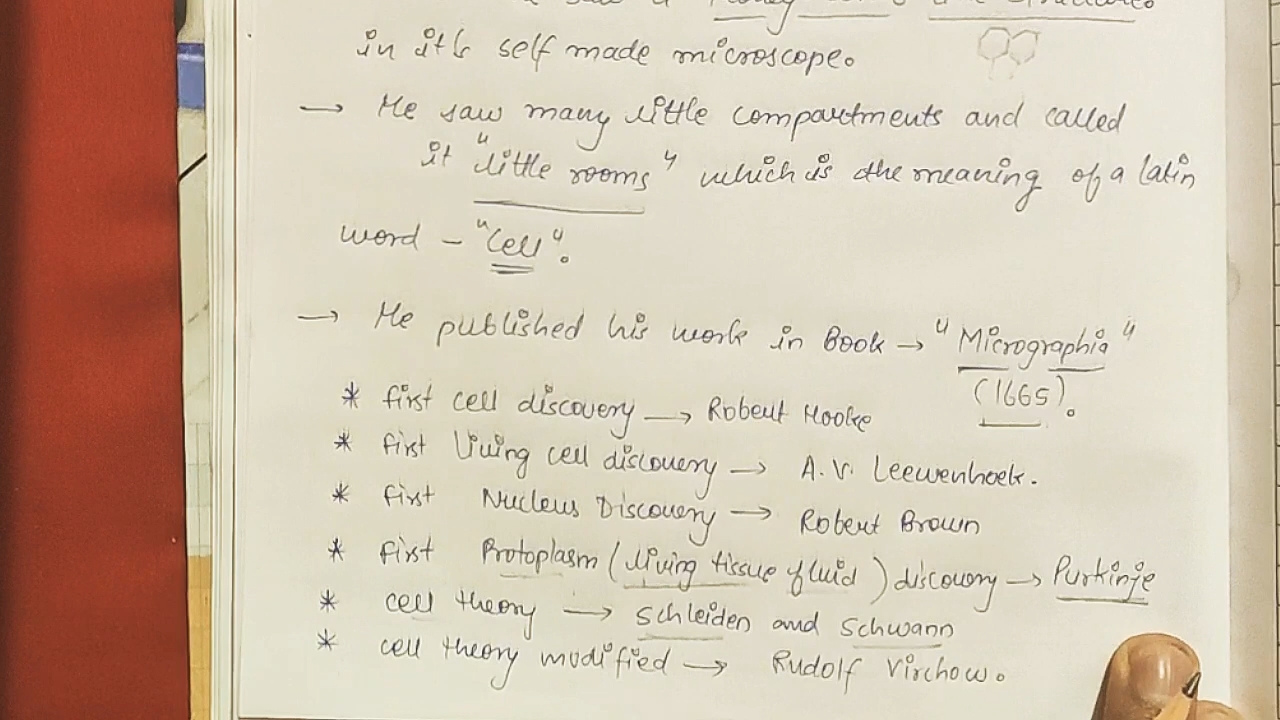 in it's self made microscope.
→ He saw many little compartments and called
it "little rooms" which is the meaning of a latin
word - "Cell".
→ He published his work in Book → "Micrographia"
(1665).
* first cell discovery → Robert Hooke
* first living cell discovery → A.V. Leewenhoek.
* first Nucleus Discovery → Robert Brown
* first Protoplasm (living tissue fluid) discovery → Purkinje
* cell theory → Schleiden and Schwann
* cell theory modified → Rudolf Virchow.